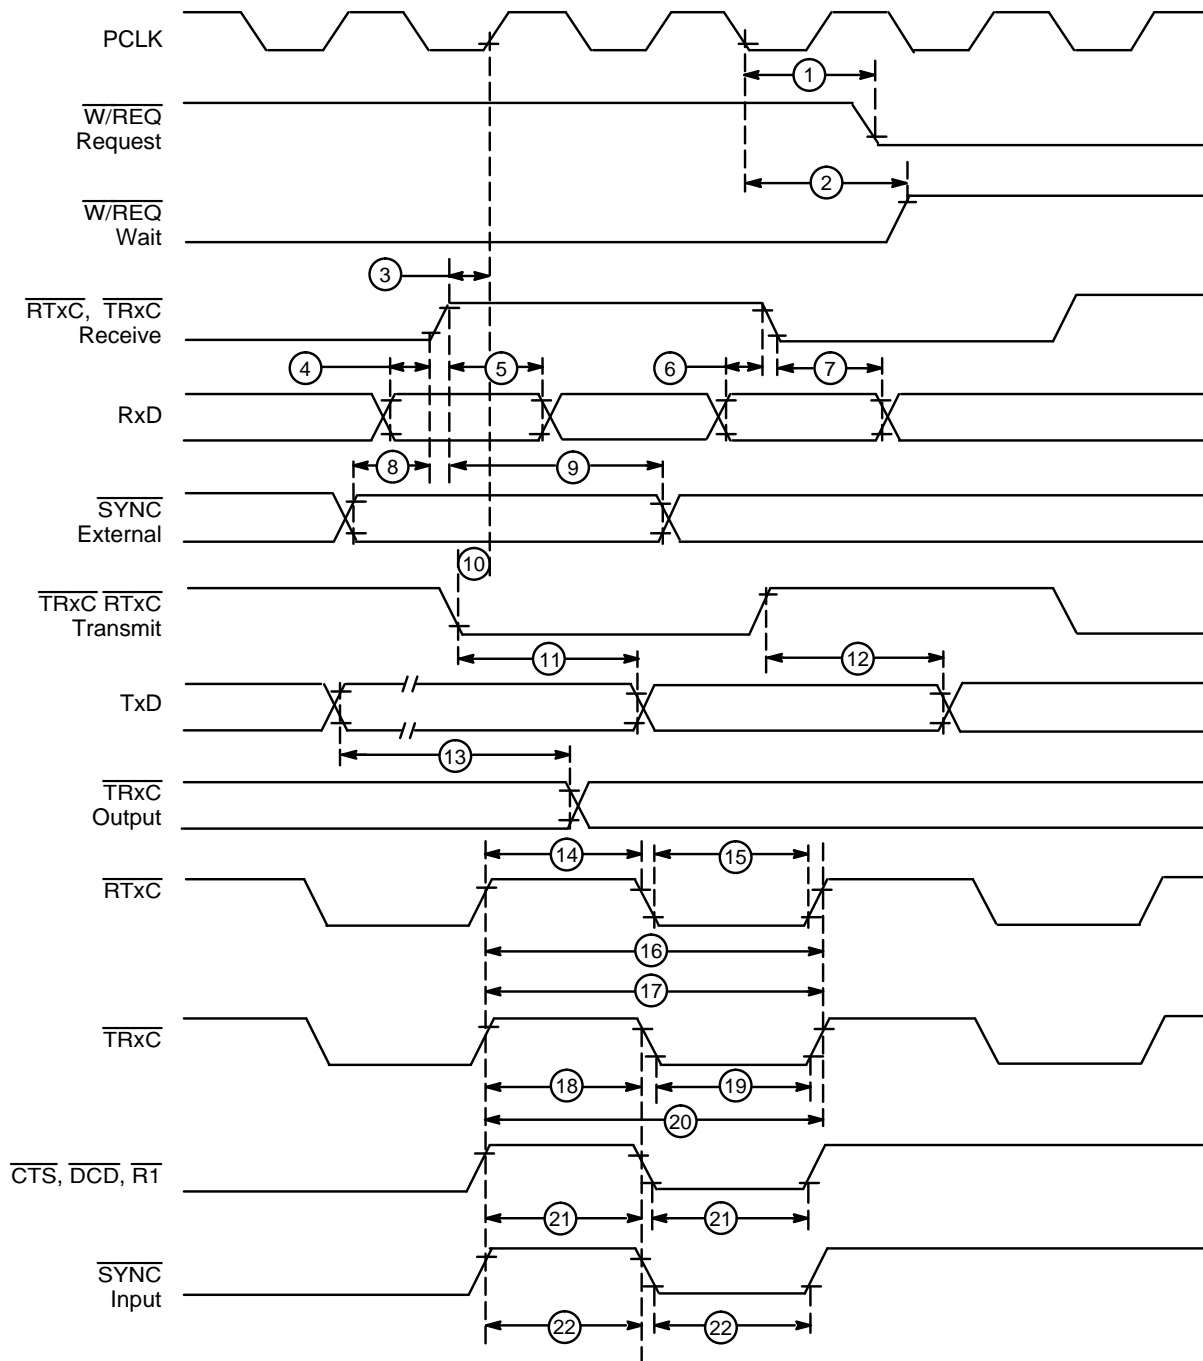 PCLK
1
W/REQ
Request
2
W/REQ
Wait
3
RTxC, TRxC
Receive
4
5
6
7
RxD
8
9
SYNC
External
10
TRxC RTxC
Transmit
11
12
TxD
13
TRxC
Output
14
15
RTxC
16
17
TRxC
18
19
20
CTS, DCD, R1
21
21
SYNC
Input
22
22